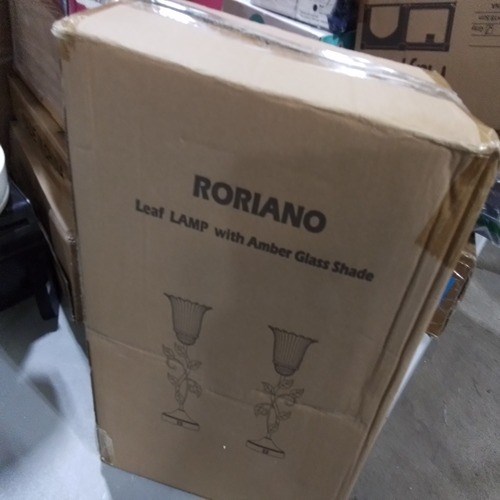 RORIANO
Leaf LAMP with Amber Glass Shade